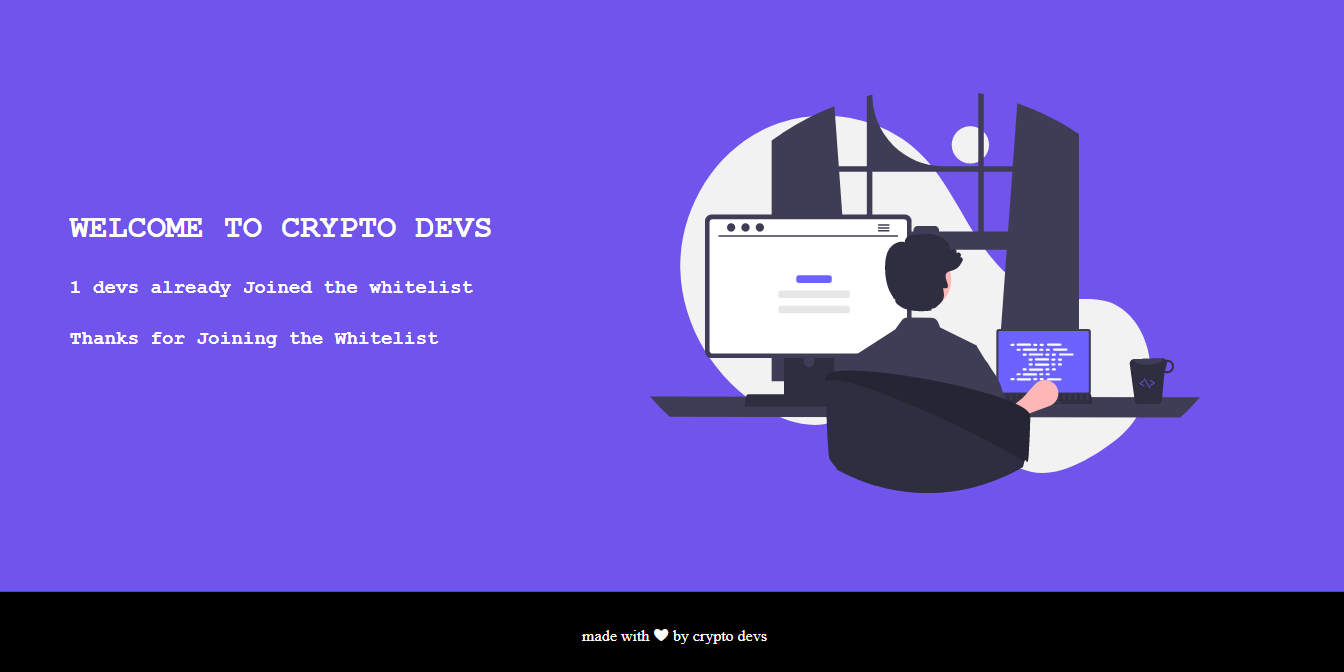 WELCOME TO CRYPTO DEVS
1 devs already Joined the whitelist
Thanks for Joining the Whitelist
</>
made with ♥ by crypto devs